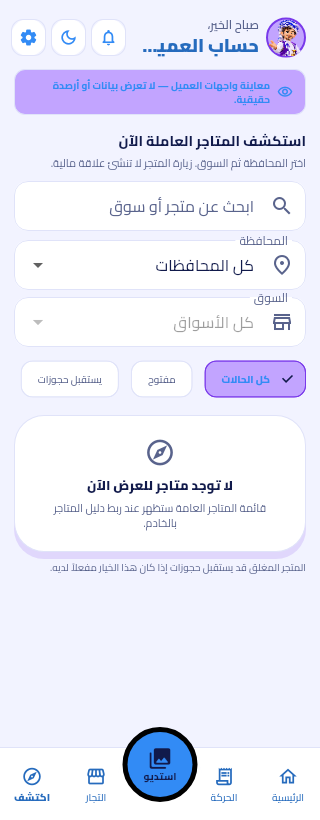 صباح الخير،
حساب العميـ...
معاينة واجهات العميل — لا تعرض بيانات أو أرصدة
حقيقية.
استكشف المتاجر العاملة الآن
اختر المحافظة ثم السوق. زيارة المتجر لا تنشئ علاقة مالية.
ابحث عن متجر أو سوق
المحافظة
كل المحافظات
السوق
كل الأسواق
كل الحالات
مفتوح
يستقبل حجوزات
لا توجد متاجر للعرض الآن
قائمة المتاجر العامة ستظهر عند ربط دليل المتاجر
بالخادم.
المتجر المغلق قد يستقبل حجوزات إذا كان هذا الخيار مفعلاً لديه.
الرئيسية
الحركة
استديو
التجار
اكتشف